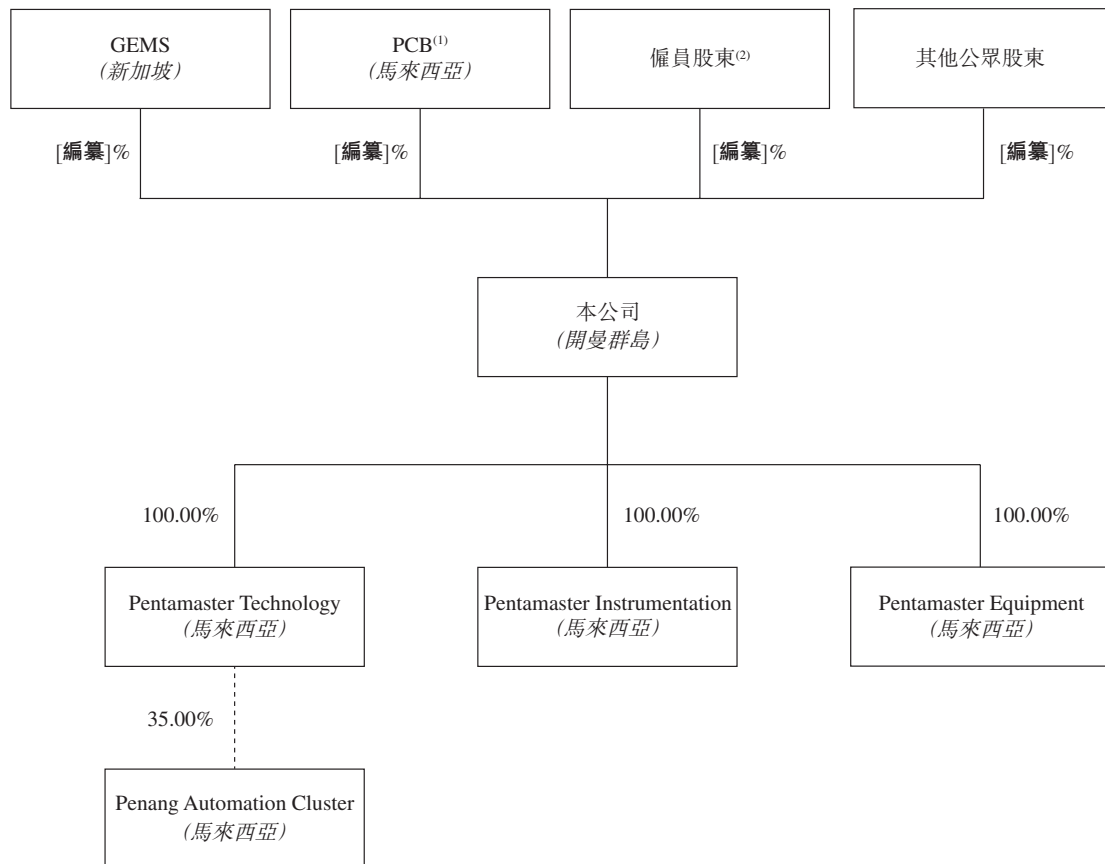 GEMS
(新加坡)
PCB(1)
(馬來西亞)
僱員股東(2)
其他公眾股東
[編纂]%
[編纂]%
[編纂]%
[編纂]%
本公司
(開曼群島)
100.00%
100.00%
100.00%
Pentamaster Technology
(馬來西亞)
Pentamaster Instrumentation
(馬來西亞)
Pentamaster Equipment
(馬來西亞)
35.00%
Penang Automation Cluster
(馬來西亞)